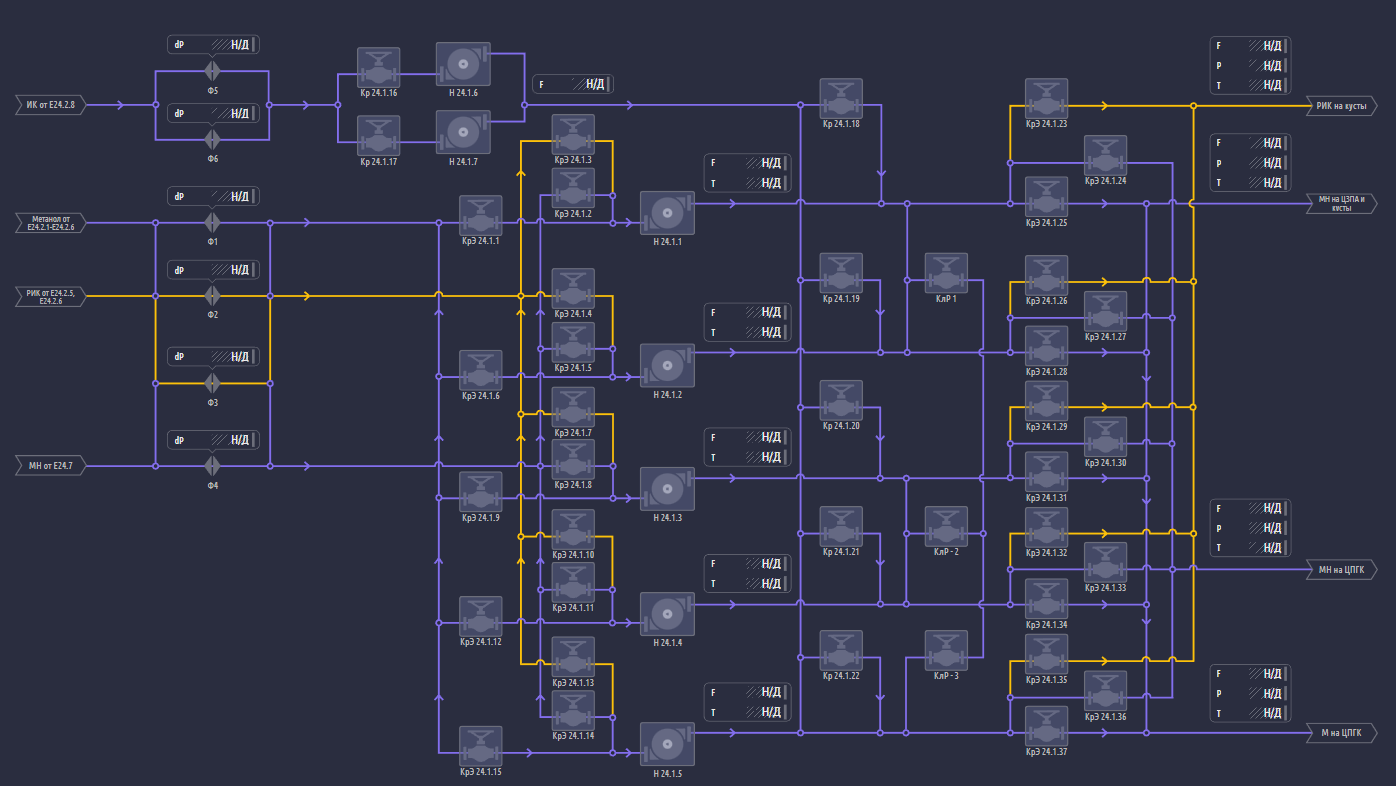 dP Н/Д
Ф5
ИК от Е24.2.8
dP Н/Д
Ф6
Кр 24.1.16
Н 24.1.6
Кр 24.1.17
Н 24.1.7
F Н/Д
dP Н/Д
Метанол от
Е24.2.1-Е24.2.6
Ф1
dP Н/Д
РИК от Е24.2.5,
Е24.2.6
Ф2
dP Н/Д
Ф3
dP Н/Д
МН от Е24.7
Ф4
КрЭ 24.1.1
КрЭ 24.1.6
КрЭ 24.1.9
КрЭ 24.1.12
КрЭ 24.1.15
КрЭ 24.1.3
КрЭ 24.1.2
КрЭ 24.1.4
КрЭ 24.1.5
КрЭ 24.1.7
КрЭ 24.1.8
КрЭ 24.1.10
КрЭ 24.1.11
КрЭ 24.1.13
КрЭ 24.1.14
Н 24.1.1
Н 24.1.2
Н 24.1.3
Н 24.1.4
Н 24.1.5
F Н/Д
T Н/Д
F Н/Д
T Н/Д
F Н/Д
T Н/Д
F Н/Д
T Н/Д
F Н/Д
T Н/Д
Кр 24.1.18
Кр 24.1.19
Кр 24.1.20
Кр 24.1.21
Кр 24.1.22
КлР 1
КлР - 2
КлР - 3
КрЭ 24.1.23
КрЭ 24.1.24
КрЭ 24.1.25
КрЭ 24.1.26
КрЭ 24.1.27
КрЭ 24.1.28
КрЭ 24.1.29
КрЭ 24.1.30
КрЭ 24.1.31
КрЭ 24.1.32
КрЭ 24.1.33
КрЭ 24.1.34
КрЭ 24.1.35
КрЭ 24.1.36
КрЭ 24.1.37
F Н/Д
P Н/Д
T Н/Д
РИК на кусты
F Н/Д
P Н/Д
T Н/Д
МН на ЦЗПА и
кусты
F Н/Д
P Н/Д
T Н/Д
МН на ЦПГК
F Н/Д
P Н/Д
T Н/Д
М на ЦПГК